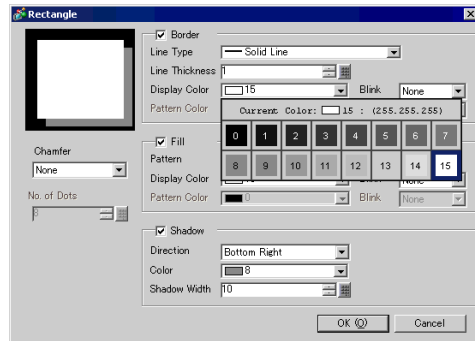 Rectangle
Border
Line Type Solid Line
Line Thickness 1
Display Color 15 Blink None
Pattern Color
Current Color: 15 : (255.255.255)
0 1 2 3 4 5 6 7
8 9 10 11 12 13 14 15
Fill
Pattern
Display Color
Pattern Color 0 Blink None
Chamfer
None
No. of Dots
8
Shadow
Direction Bottom Right
Color 8
Shadow Width 10
OK (O) Cancel